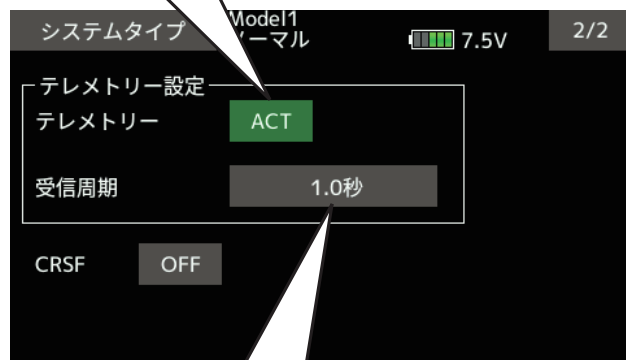 システムタイプ
Model1
ノーマル
7.5V
2/2
テレメトリー設定
テレメトリー
ACT
受信周期
1.0秒
CRSF
OFF